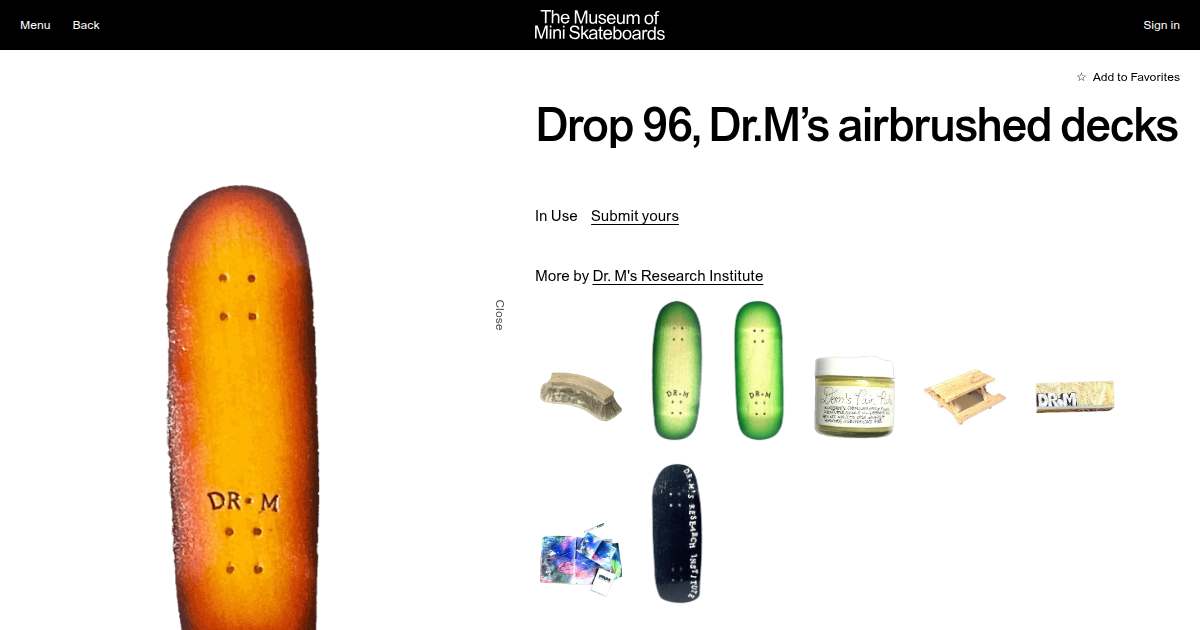 Menu
Back
The Museum of
Mini Skateboards
Sign in
☆ Add to Favorites
Drop 96, Dr.M’s airbrushed decks
In Use
Submit yours
More by Dr. M's Research Institute
Close
DR·M
DR·M
DR·M
DR·M
DR·M'S RESEARCH INSTITUTE